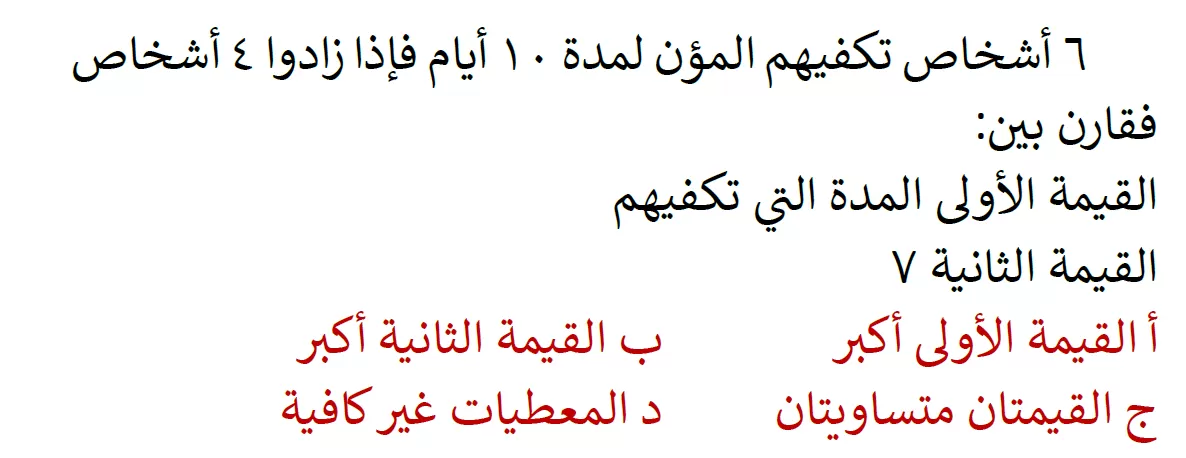 ٦ أشخاص تكفيهم المؤن لمدة ١٠ أيام فإذا زادوا ٤ أشخاص
فقارن بين:
القيمة الأولى المدة التي تكفيهم
القيمة الثانية ٧
أ القيمة الأولى أكبر ب القيمة الثانية أكبر
ج القيمتان متساويتان د المعطيات غير كافية